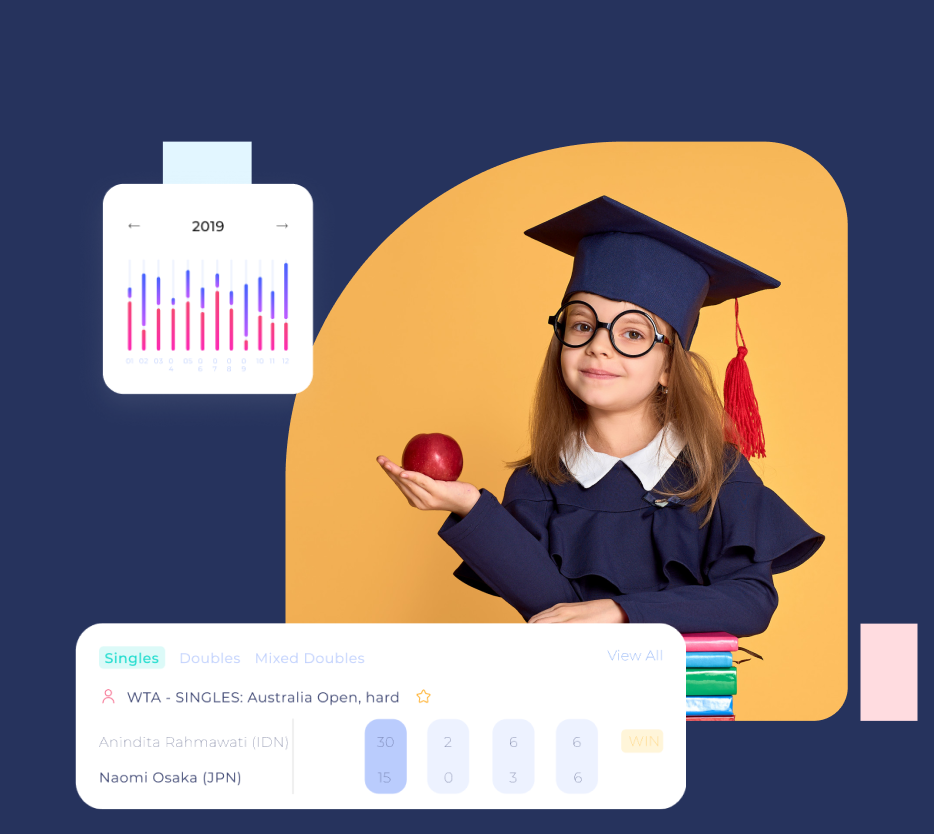 ← 2019 →
01 02 03 04 05 06 07 08 09 10 11 12
Singles Doubles Mixed Doubles View All
WTA - SINGLES: Australia Open, hard
Anindita Rahmawati (IDN) 30 2 6 6 WIN
Naomi Osaka (JPN) 15 0 3 6